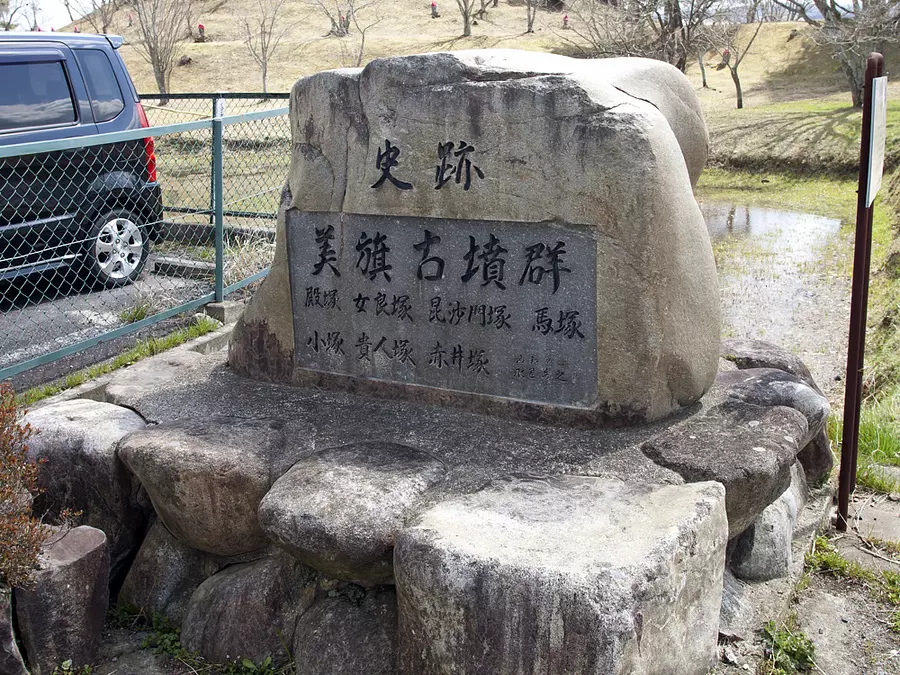 史跡
美旗古墳群
殿塚 女良塚 毘沙門塚 馬塚
小塚 貴人塚 赤井塚